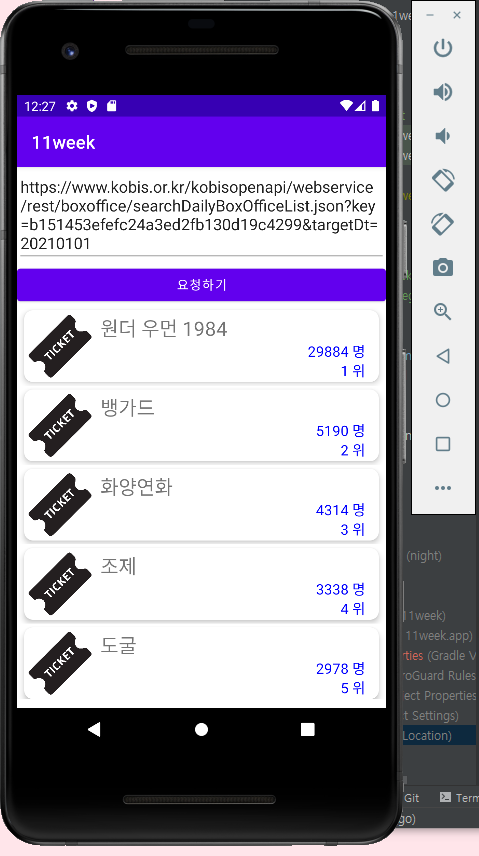 12:27
11week
https://www.kobis.or.kr/kobisopenapi/webservice
/rest/boxoffice/searchDailyBoxOfficeList.json?key
=b151453efefc24a3ed2fb130d19c4299&targetDt=
20210101
요청하기
TICKET
원더 우먼 1984
29884 명
1 위
TICKET
뱅가드
5190 명
2 위
TICKET
화양연화
4314 명
3 위
TICKET
조제
3338 명
4 위
TICKET
도굴
2978 명
5 위
(night)
11week)
11week.app)
rties (Gradle V
oGuard Rules
ect Properties
t Settings)
Location)
Git
Term
go)